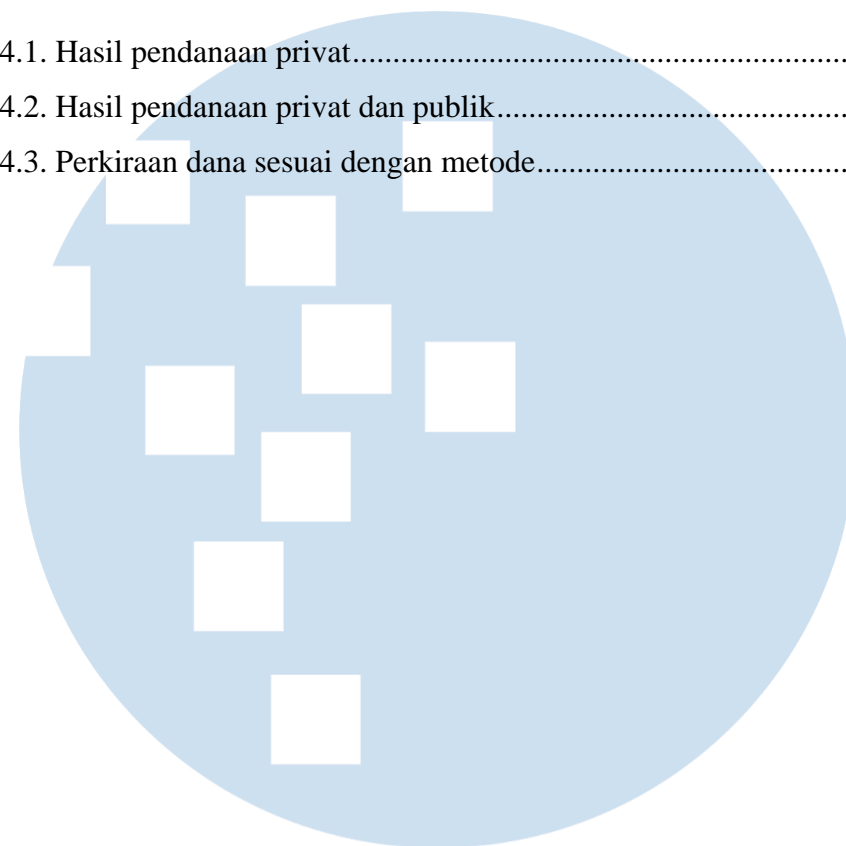 4.1. Hasil pendanaan privat..............................................................
4.2. Hasil pendanaan privat dan publik............................................
4.3. Perkiraan dana sesuai dengan metode.......................................